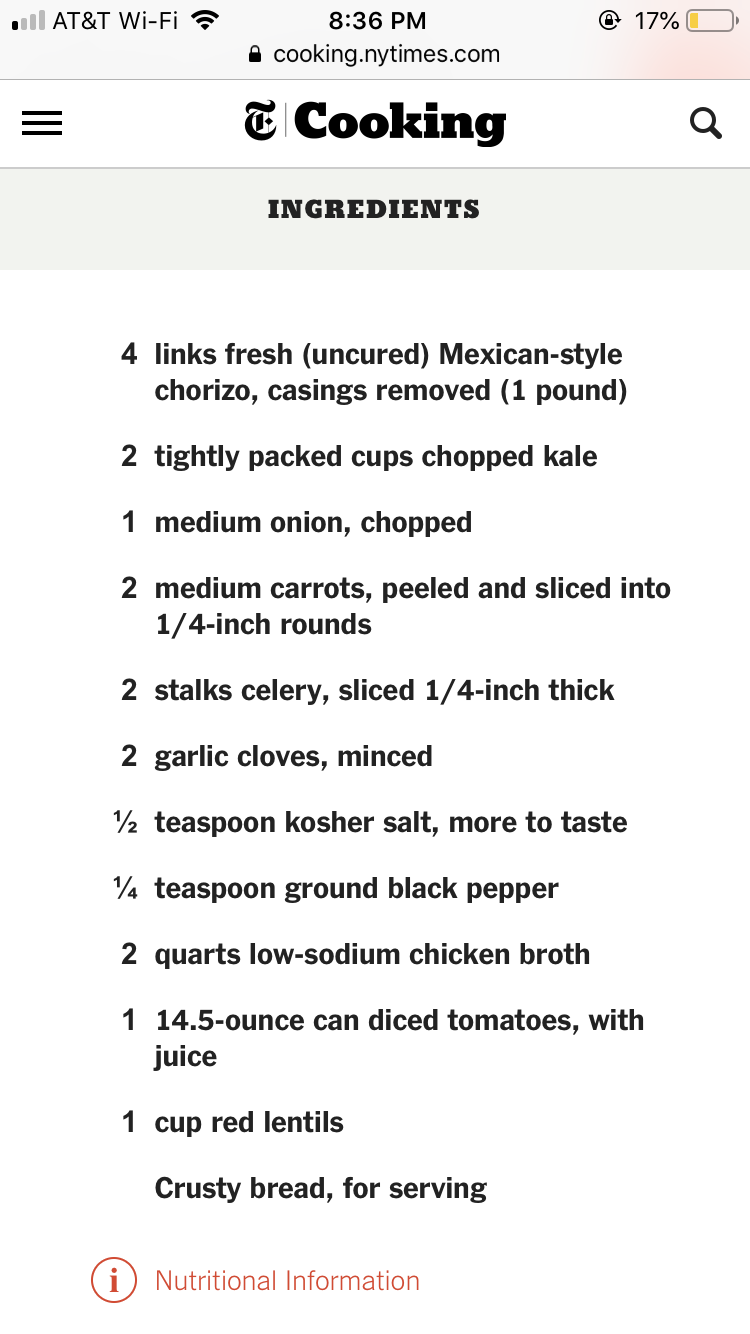 AT&T Wi-Fi 8:36 PM 17%
cooking.nytimes.com
T Cooking
INGREDIENTS
4 links fresh (uncured) Mexican-style
chorizo, casings removed (1 pound)
2 tightly packed cups chopped kale
1 medium onion, chopped
2 medium carrots, peeled and sliced into
1/4-inch rounds
2 stalks celery, sliced 1/4-inch thick
2 garlic cloves, minced
½ teaspoon kosher salt, more to taste
¼ teaspoon ground black pepper
2 quarts low-sodium chicken broth
1 14.5-ounce can diced tomatoes, with
juice
1 cup red lentils
Crusty bread, for serving
i Nutritional Information